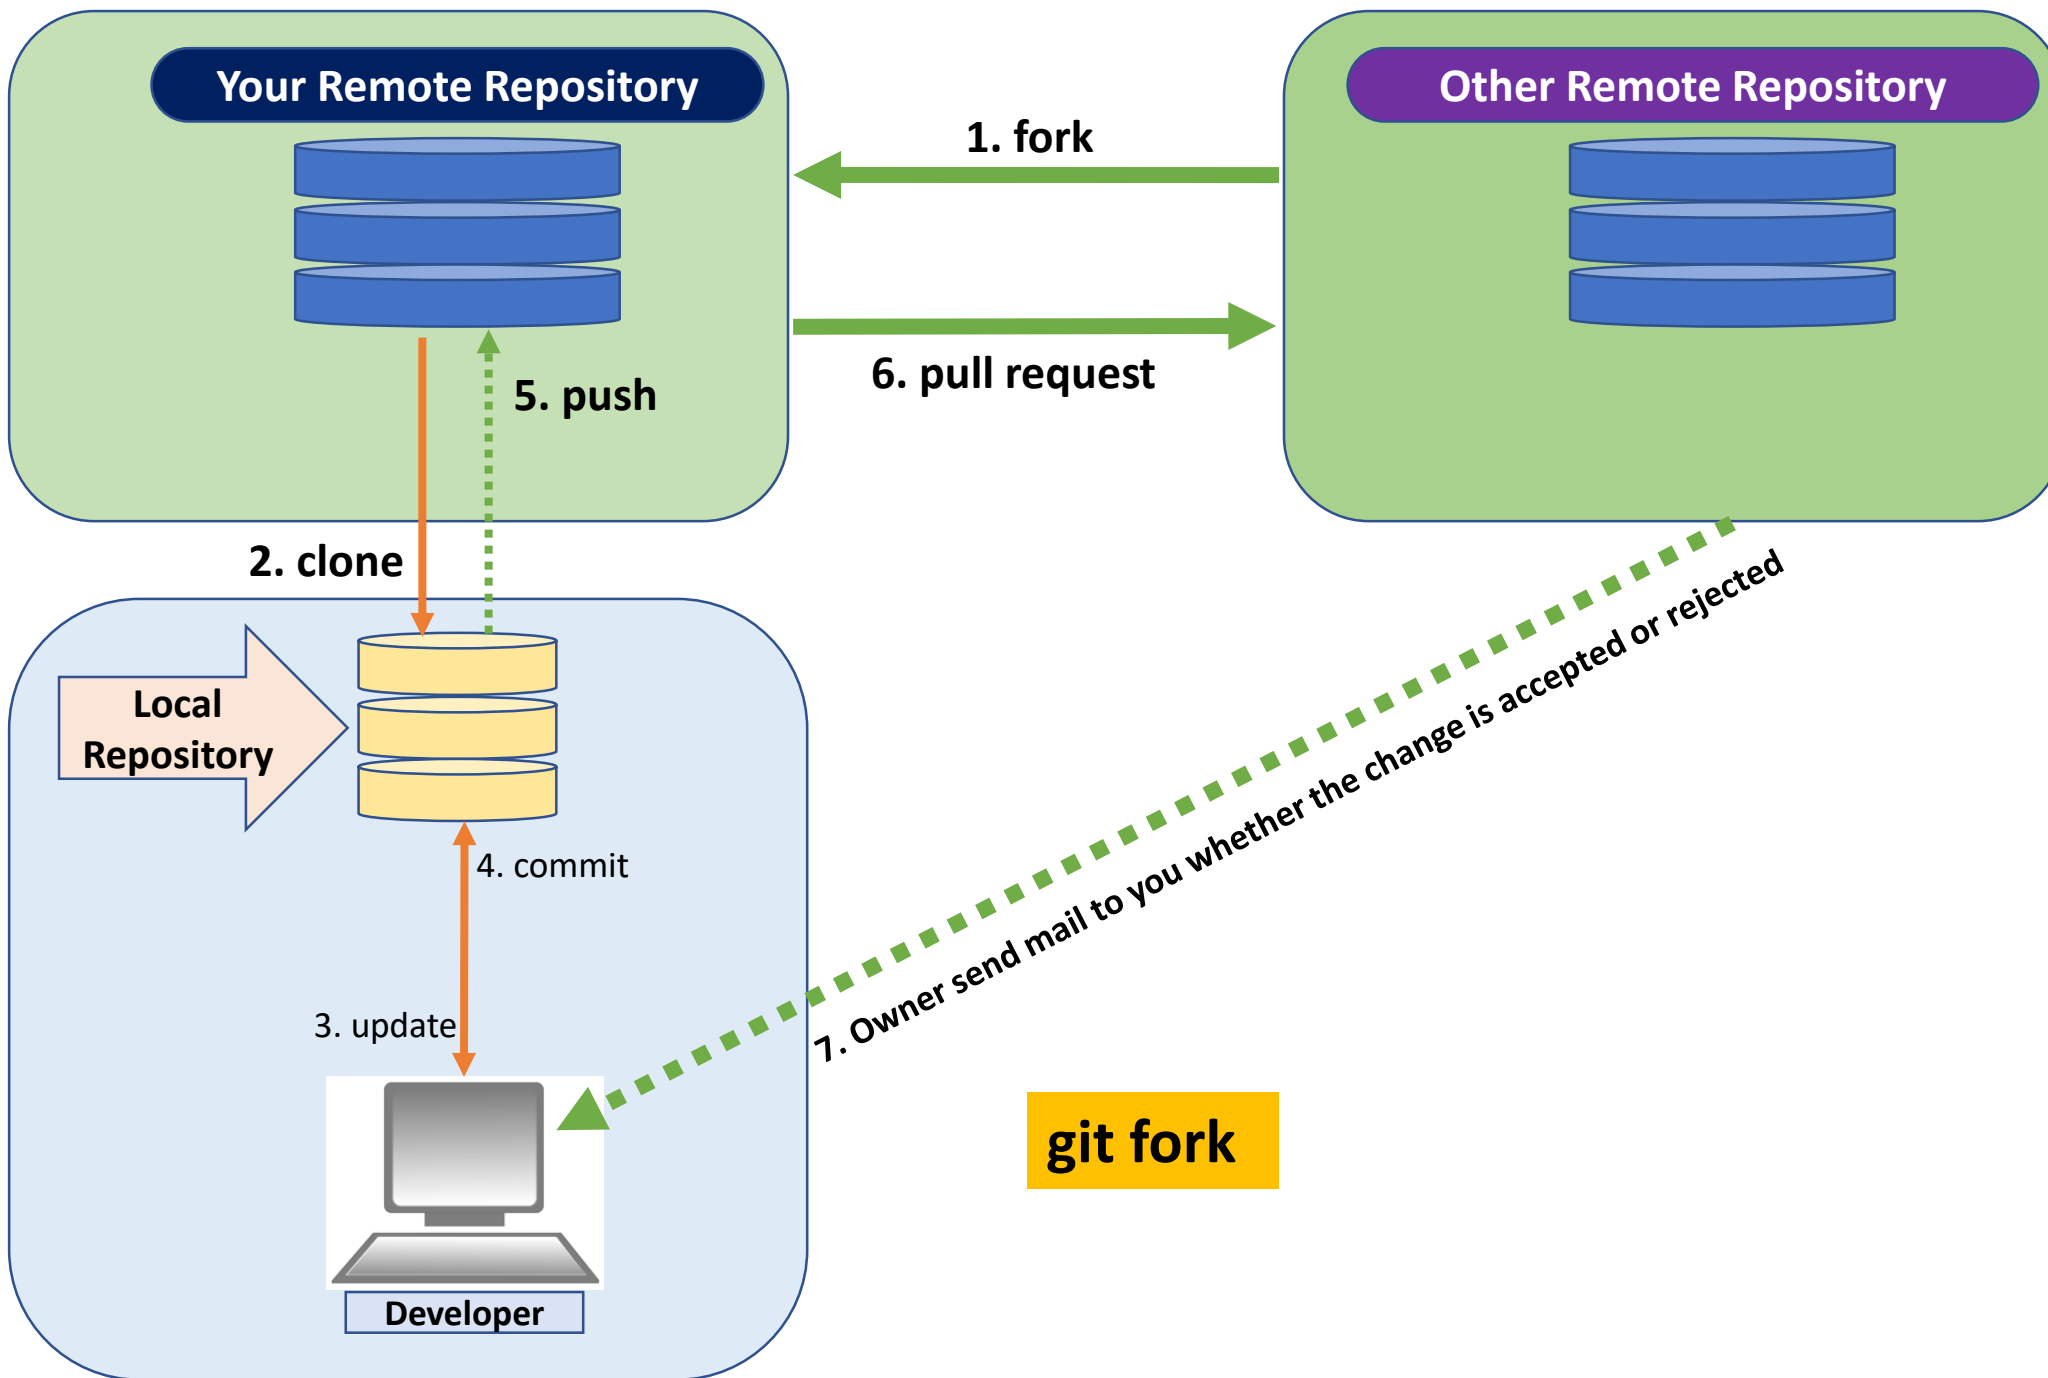 Your Remote Repository
Other Remote Repository
1. fork
6. pull request
5. push
2. clone
Local
Repository
4. commit
3. update
7. Owner send mail to you whether the change is accepted or rejected
git fork
Developer